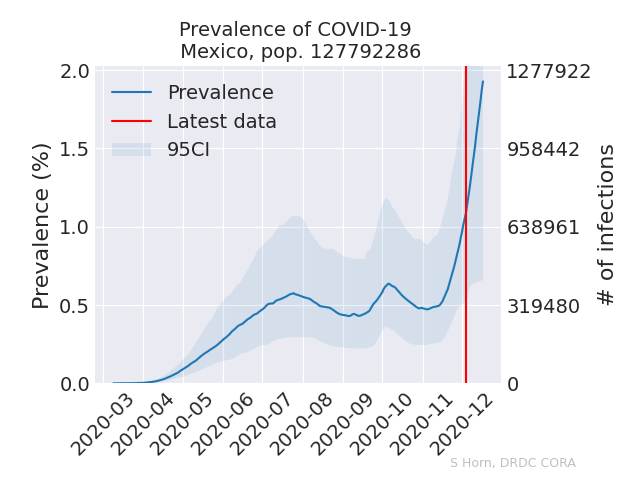 Prevalence of COVID-19
Mexico, pop. 127792286
Prevalence
Latest data
95CI
Prevalence (%)
2.0
1.5
1.0
0.5
0.0
1277922
958442
638961
319480
0
# of infections
2020-03
2020-04
2020-05
2020-06
2020-07
2020-08
2020-09
2020-10
2020-11
2020-12
S Horn, DRDC CORA